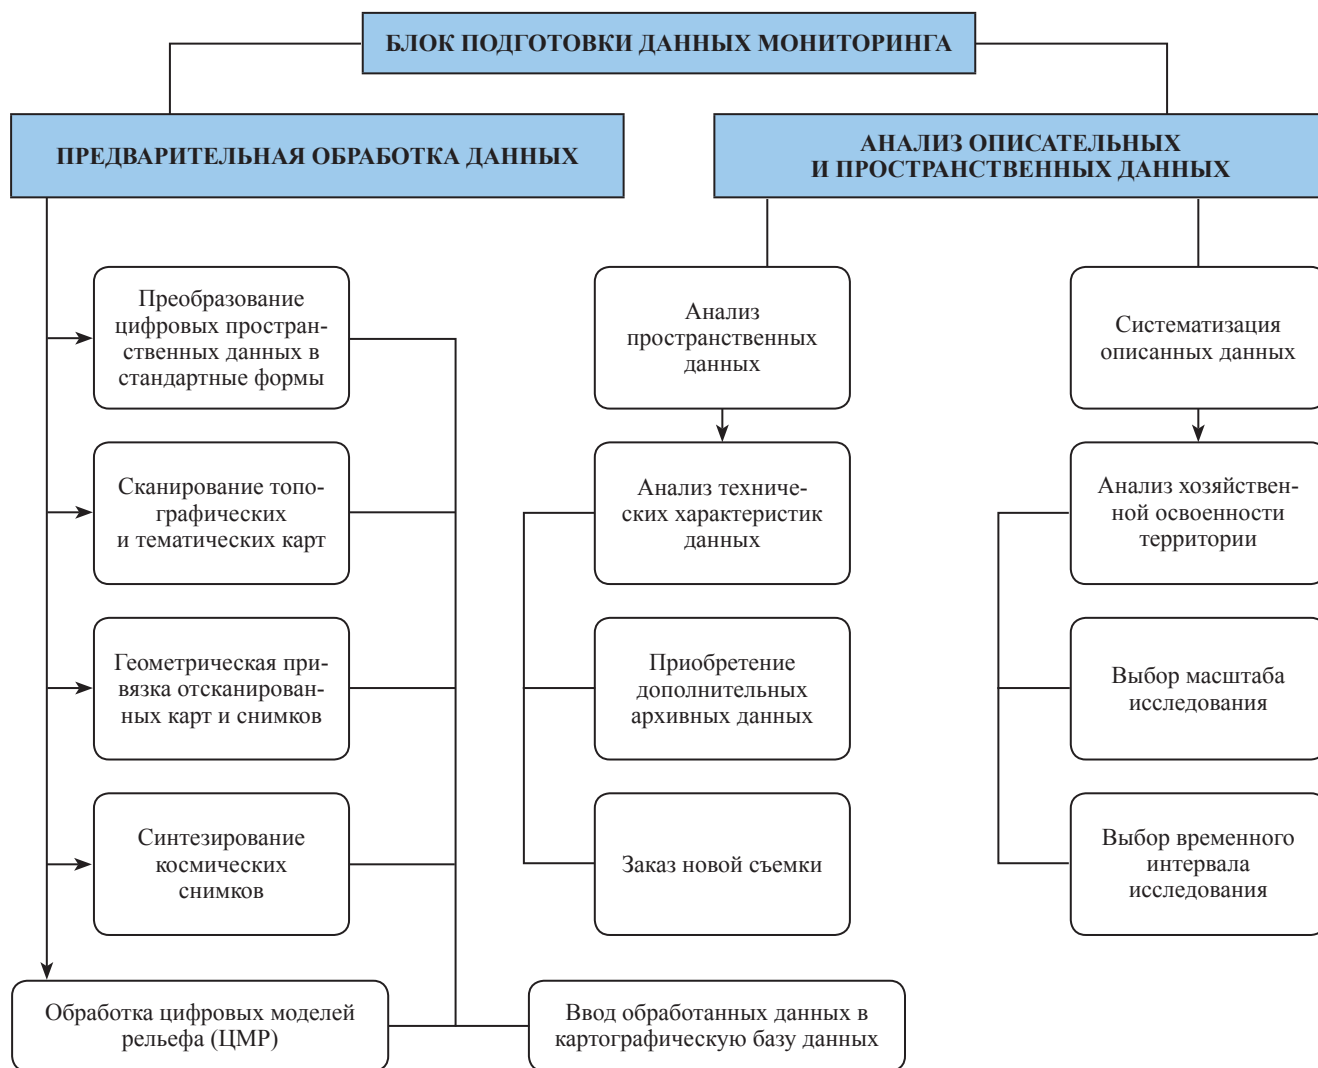 БЛОК ПОДГОТОВКИ ДАННЫХ МОНИТОРИНГА
ПРЕДВАРИТЕЛЬНАЯ ОБРАБОТКА ДАННЫХ
АНАЛИЗ ОПИСАТЕЛЬНЫХ
И ПРОСТРАНСТВЕННЫХ ДАННЫХ
Преобразование
цифровых простран-
ственных данных в
стандартные формы
Сканирование топо-
графических
и тематических карт
Геометрическая при-
вязка отсканирован-
ных карт и снимков
Синтезирование
космических
снимков
Обработка цифровых моделей
рельефа (ЦМР)
Ввод обработанных данных в
картографическую базу данных
Анализ
пространственных
данных
Анализ техниче-
ских характеристик
данных
Приобретение
дополнительных
архивных данных
Заказ новой съемки
Систематизация
описанных данных
Анализ хозяйствен-
ной освоенности
территории
Выбор масштаба
исследования
Выбор временного
интервала
исследования